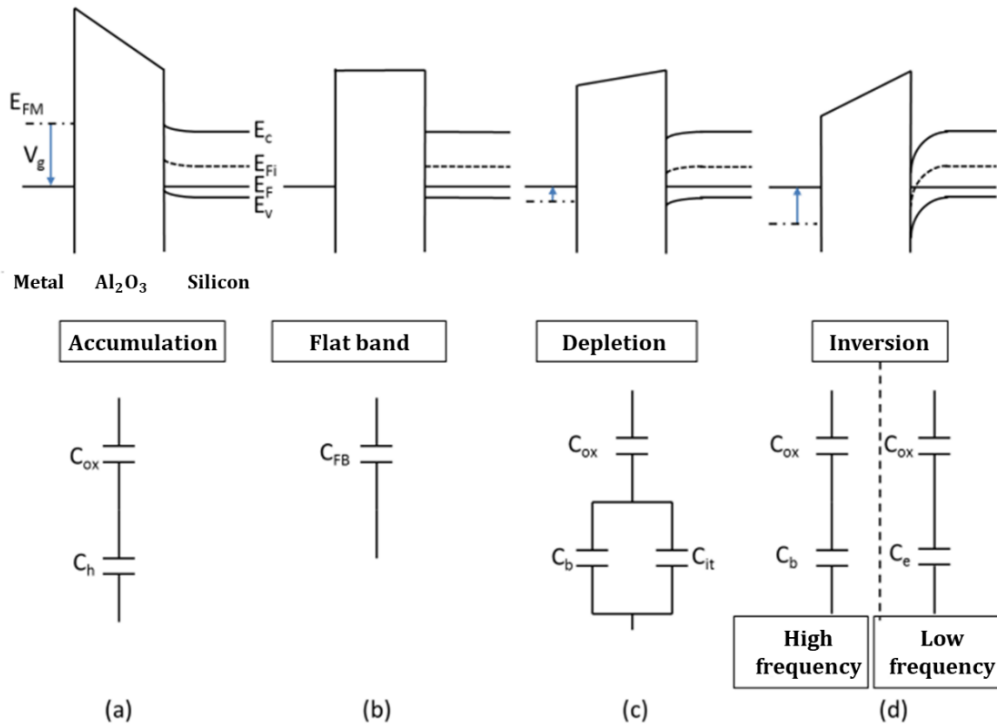 E_FM
V_g
E_c
E_Fi
E_F
E_v
Metal Al₂O₃ Silicon
Accumulation Flat band Depletion Inversion
C_ox C_FB C_ox C_ox C_ox
C_h C_b C_it C_b C_e
High frequency Low frequency
(a) (b) (c) (d)